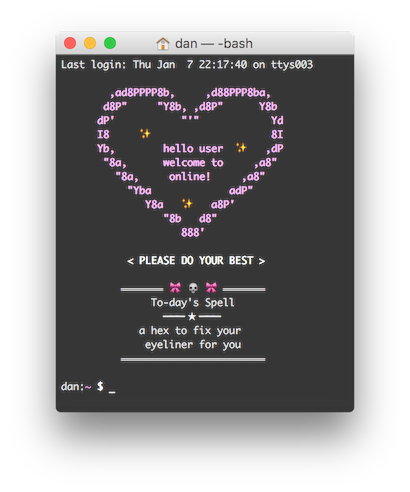 dan — -bash
Last login: Thu Jan  7 22:17:40 on ttys003
,ad8PPPP8b,     ,d88PPP8ba,
d8P"     "Y8b, ,d8P"      Y8b
dP'           "'"            Yd
I8     ✨                    8I
Yb,        hello user  ✨   ,dP
"8a,      welcome to     ,a8"
"8a,     online!     ,a8"
"Yba             adP"
Y8a   ✨   a8P'
"8b   d8"
888'
< PLEASE DO YOUR BEST >
═══════ 🎀 💀 🎀 ═══════
To-day's Spell
────★────
a hex to fix your
eyeliner for you
════════════════════════
dan:~ $ _